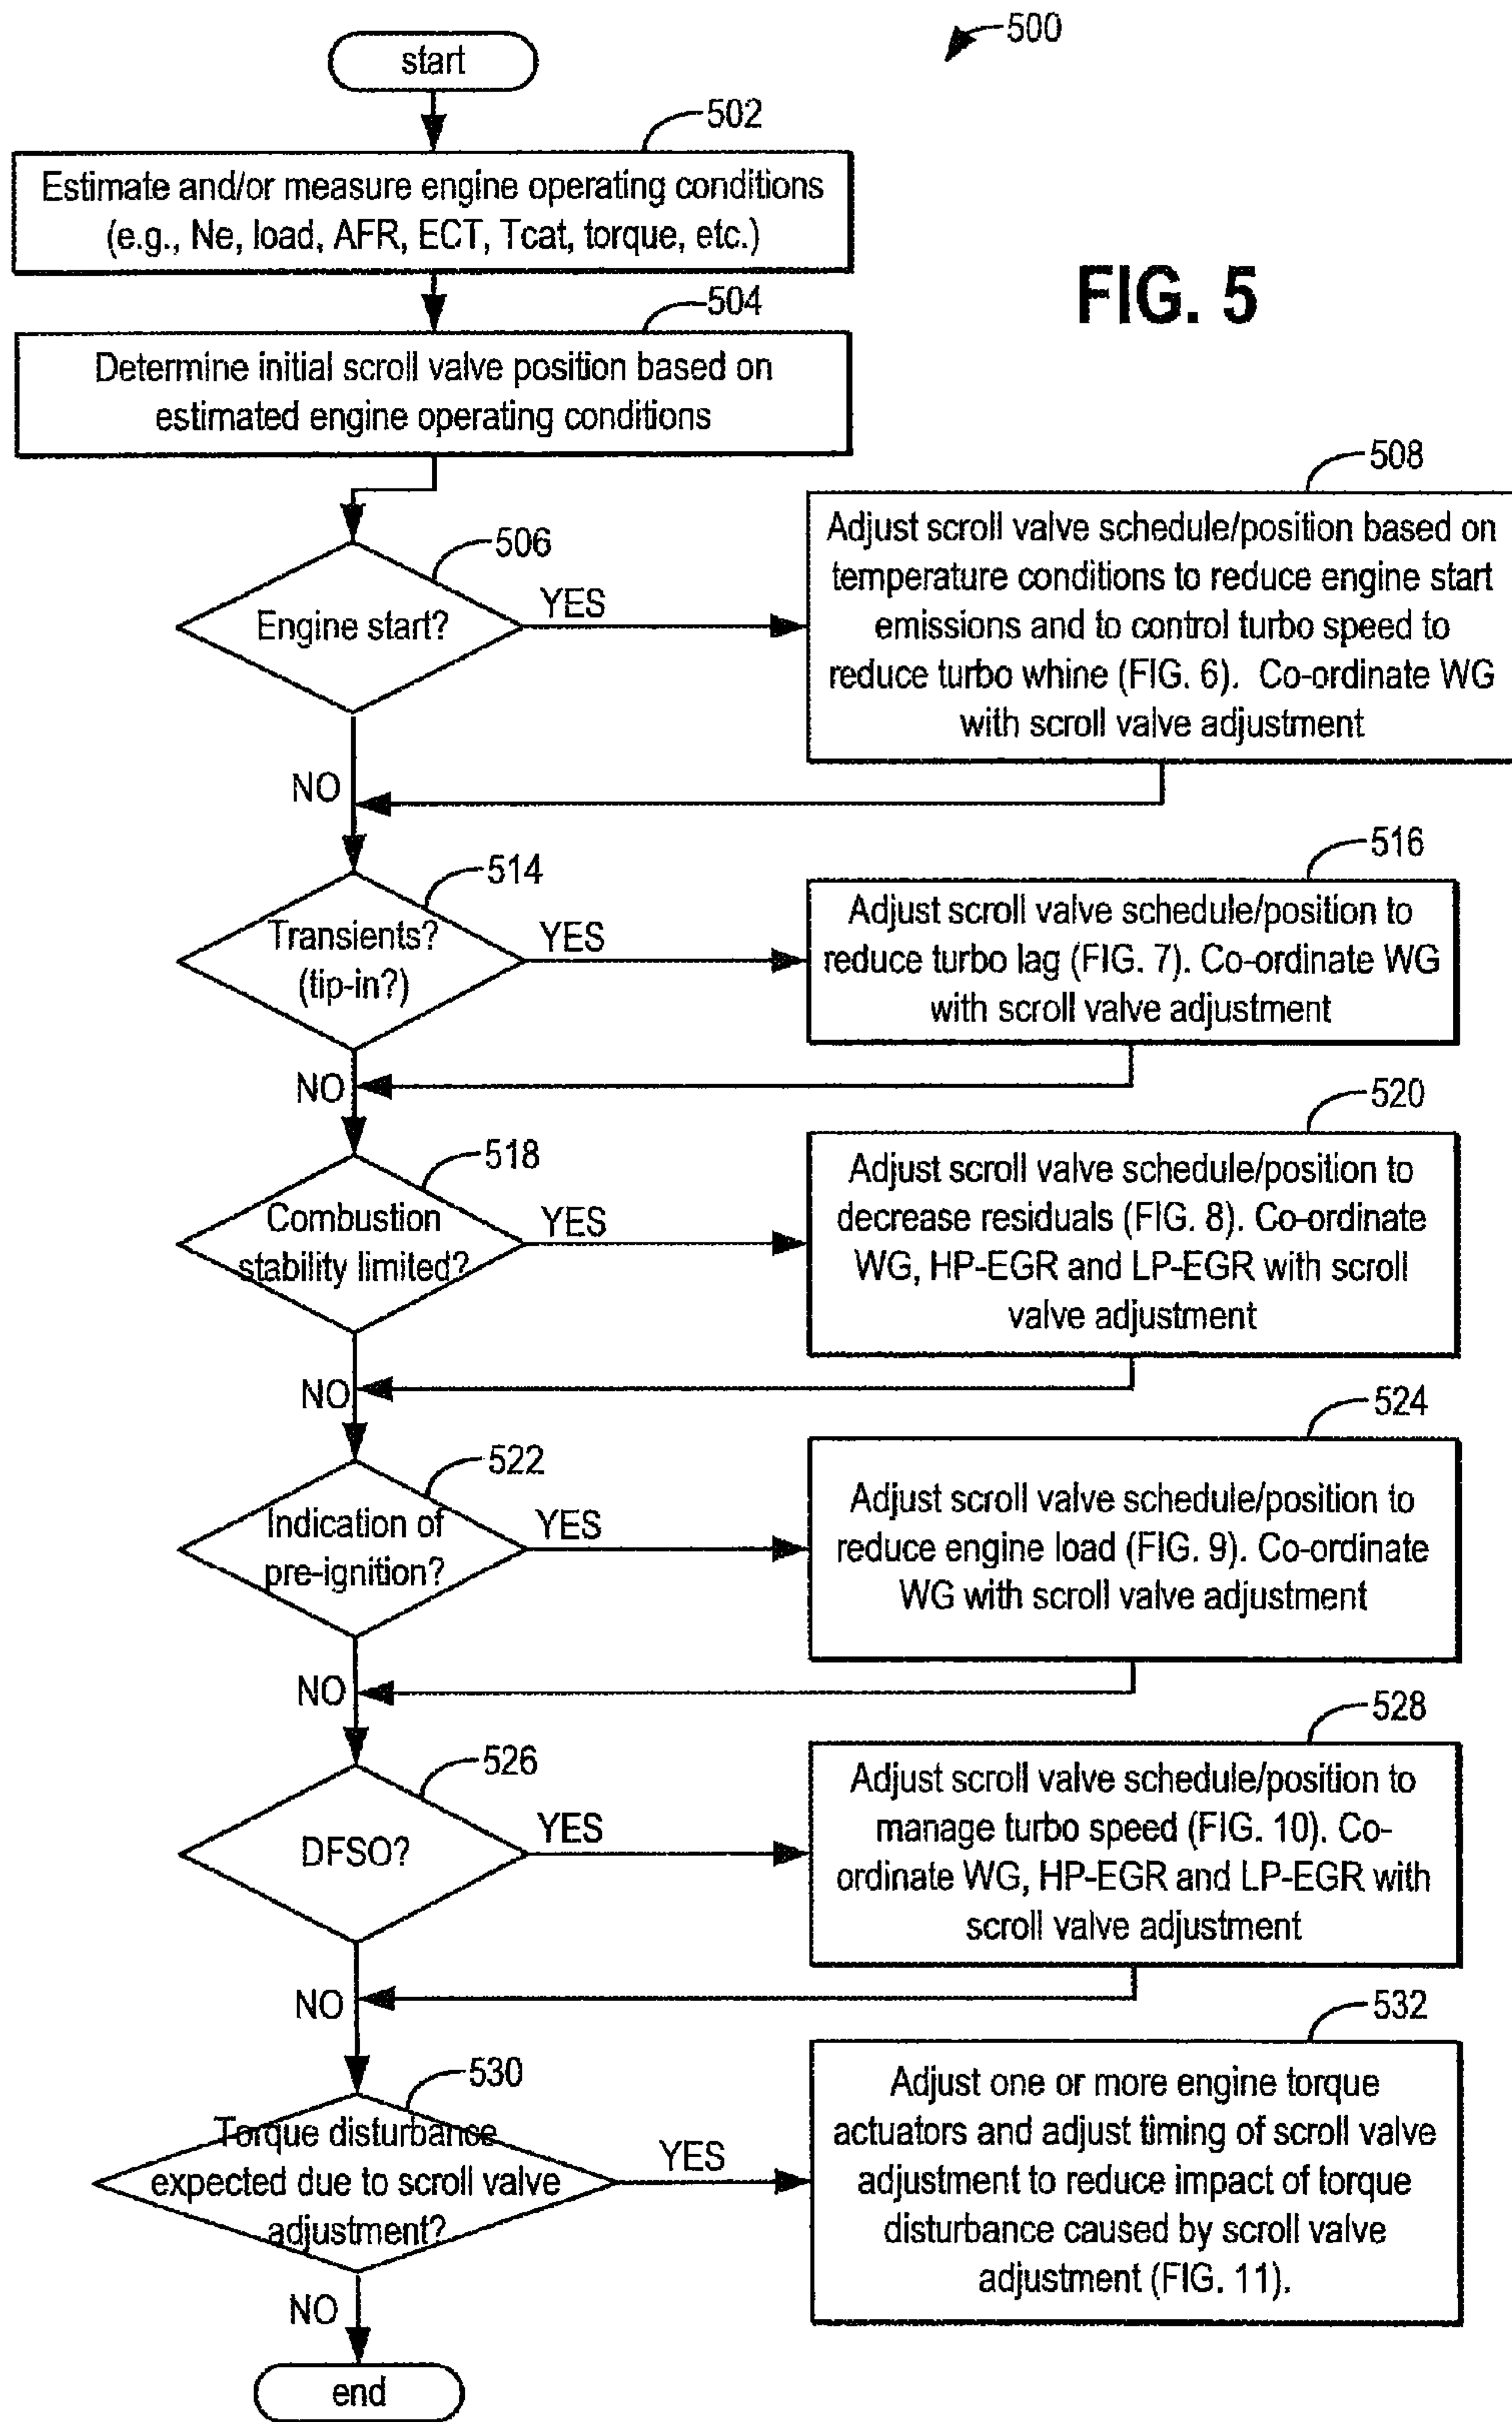 500
start
502
Estimate and/or measure engine operating conditions
(e.g., Ne, load, AFR, ECT, Tcat, torque, etc.)
FIG. 5
504
Determine initial scroll valve position based on
estimated engine operating conditions
506
Engine start?
YES
NO
508
Adjust scroll valve schedule/position based on
temperature conditions to reduce engine start
emissions and to control turbo speed to
reduce turbo whine (FIG. 6). Co-ordinate WG
with scroll valve adjustment
514
Transients?
(tip-in?)
YES
NO
516
Adjust scroll valve schedule/position to
reduce turbo lag (FIG. 7). Co-ordinate WG
with scroll valve adjustment
518
Combustion
stability limited?
YES
NO
520
Adjust scroll valve schedule/position to
decrease residuals (FIG. 8). Co-ordinate
WG, HP-EGR and LP-EGR with scroll
valve adjustment
522
Indication of
pre-ignition?
YES
NO
524
Adjust scroll valve schedule/position to
reduce engine load (FIG. 9). Co-ordinate
WG with scroll valve adjustment
526
DFSO?
YES
NO
528
Adjust scroll valve schedule/position to
manage turbo speed (FIG. 10). Co-
ordinate WG, HP-EGR and LP-EGR with
scroll valve adjustment
530
Torque disturbance
expected due to scroll valve
adjustment?
YES
NO
532
Adjust one or more engine torque
actuators and adjust timing of scroll valve
adjustment to reduce impact of torque
disturbance caused by scroll valve
adjustment (FIG. 11).
end